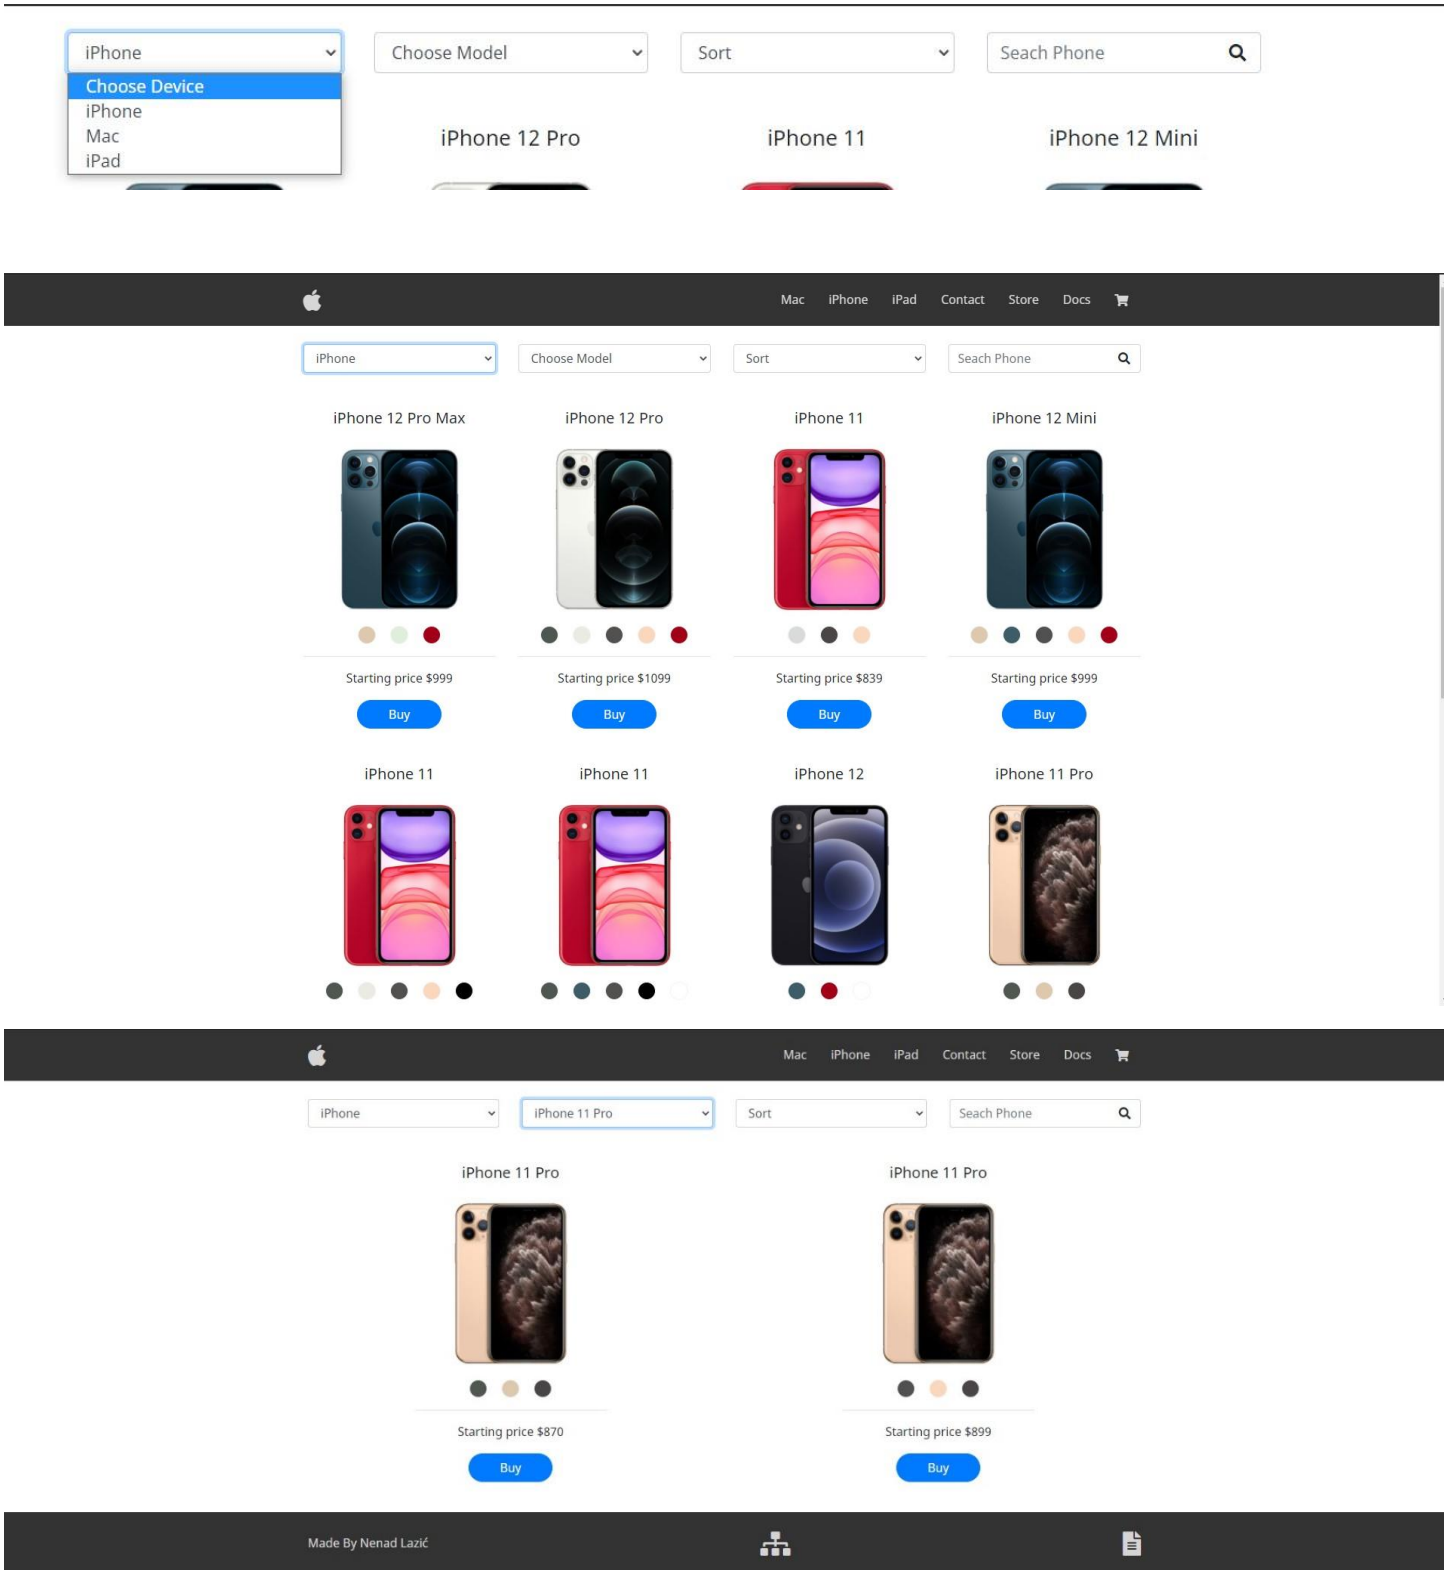 iPhone Choose Model Sort Seach Phone
Choose Device
iPhone
Mac
iPad
iPhone 12 Pro iPhone 11 iPhone 12 Mini
Mac iPhone iPad Contact Store Docs
iPhone Choose Model Sort Seach Phone
iPhone 12 Pro Max iPhone 12 Pro iPhone 11 iPhone 12 Mini
Starting price $999 Starting price $1099 Starting price $839 Starting price $999
Buy Buy Buy Buy
iPhone 11 iPhone 11 iPhone 12 iPhone 11 Pro
Mac iPhone iPad Contact Store Docs
iPhone iPhone 11 Pro Sort Seach Phone
iPhone 11 Pro iPhone 11 Pro
Starting price $870 Starting price $899
Buy Buy
Made By Nenad Lazić